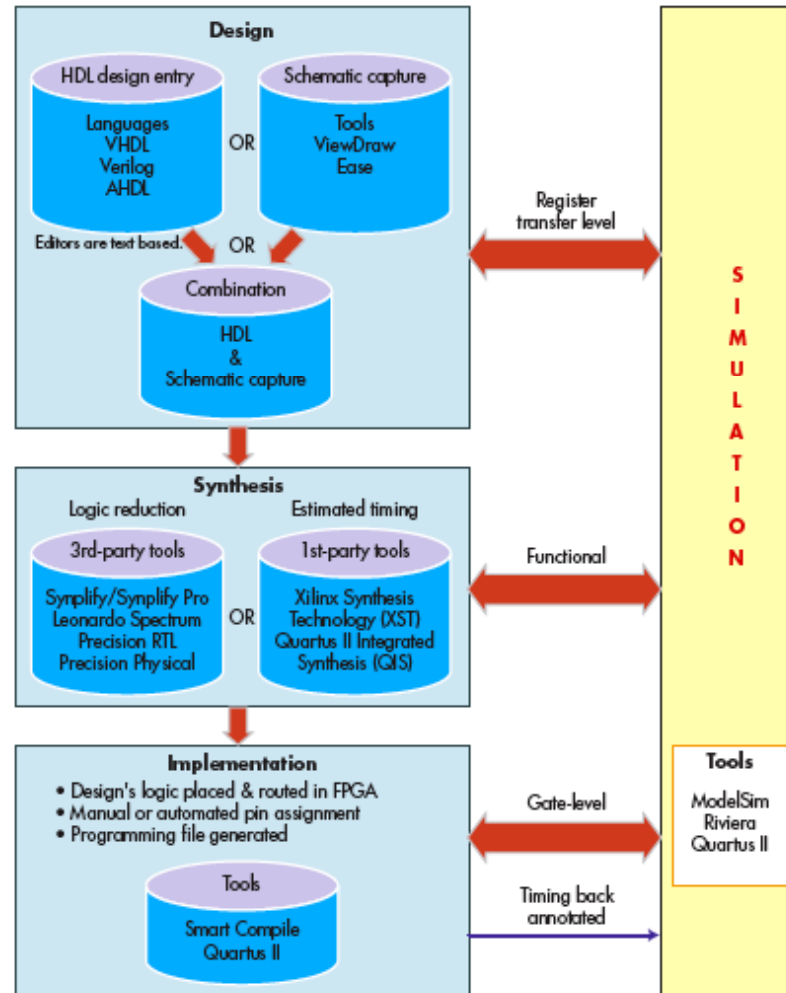 Design
HDL design entry
Languages
VHDL
Verilog
AHDL
OR
Schematic capture
Tools
ViewDraw
Ease
Editors are text based.
OR
Combination
HDL
&
Schematic capture
Register
transfer level
Synthesis
Logic reduction
3rd-party tools
Synplify/Synplify Pro
Leonardo Spectrum
Precision RTL
Precision Physical
OR
Estimated timing
1st-party tools
Xilinx Synthesis
Technology (XST)
Quartus II Integrated
Synthesis (QIS)
Functional
Implementation
• Design's logic placed & routed in FPGA
• Manual or automated pin assignment
• Programming file generated
Tools
Smart Compile
Quartus II
Gate-level
Timing back
annotated
SIMULATION
Tools
ModelSim
Riviera
Quartus II